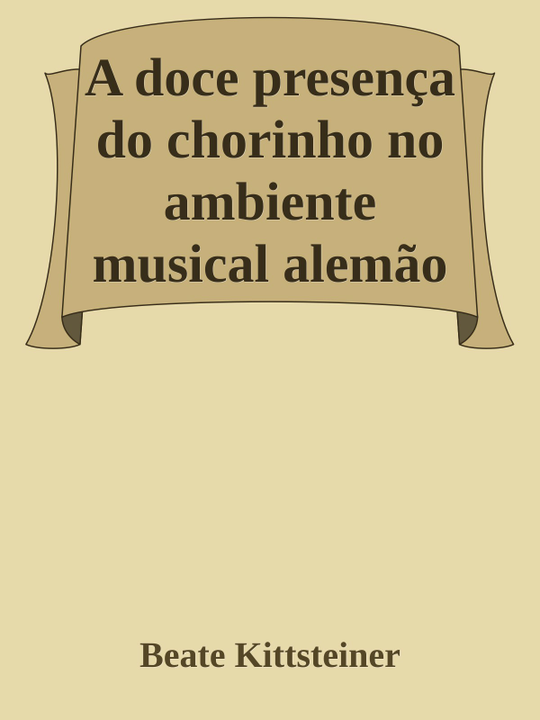 A doce presença
do chorinho no
ambiente
musical alemão
Beate Kittsteiner